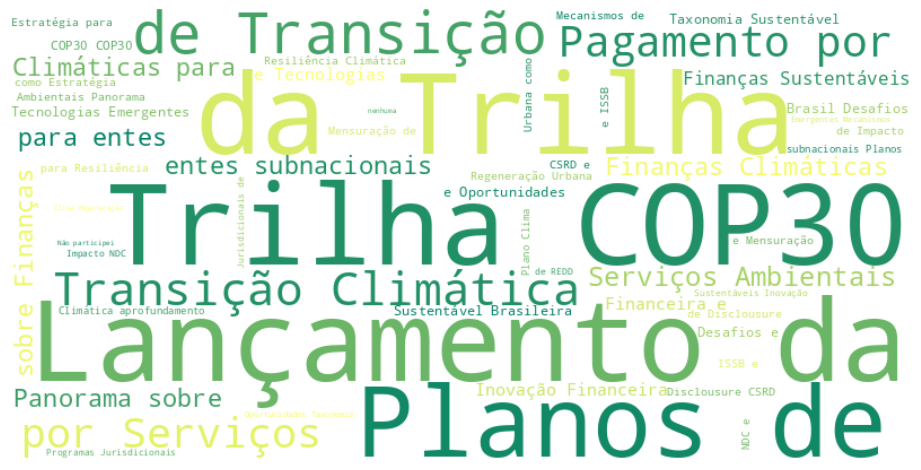 Estratégia para
COP30 COP30
de Transição
Mecanismos de
Taxonomia Sustentável
Pagamento por
Climáticas para
Resiliência Climática
e Tecnologias
Finanças Sustentáveis
como Estratégia
Ambientais Panorama
Tecnologias Emergentes
da Trilha
nenhuma
Urbana como
e ISSB
Brasil Desafios
Emergentes Mecanismos
para entes
Mensuração de
de Impacto
subnacionais Planos
para Resiliência
entes subnacionais
CSRD e
Finanças Climáticas
Regeneração Urbana
e Oportunidades
sobre Finanças
Jurisdicionais de
Trilha COP30
Não participei
Impacto NDC
Plano Clima
e Mensuração
de REDD
Transição Climática
Serviços Ambientais
Sustentáveis Inovação
Financeira e
Climática aprofundamento
Sustentável Brasileira
de Disclousure
Lançamento da
Desafios e
ISSB e
Panorama sobre
Inovação Financeira
Disclousure CSRD
Oportunidades Taxonomia
por Serviços
Planos de
NDC e
Programas Jurisdicionais